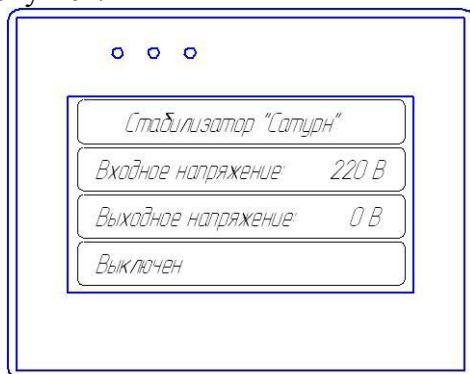 Стабилизатор "Сатурн"
Входное напряжение: 220 В
Выходное напряжение: 0 В
Выключен